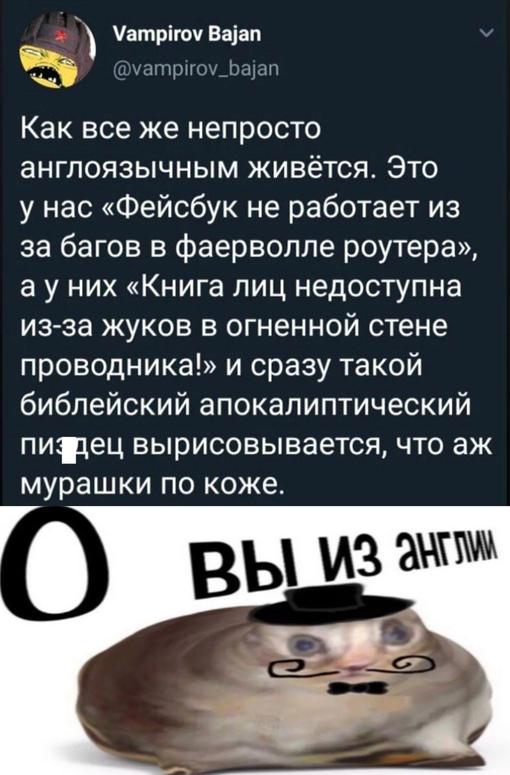 Vampirov Bajan
@vampirov_bajan
Как все же непросто
англоязычным живётся. Это
у нас «Фейсбук не работает из
за багов в фаерволле роутера»,
а у них «Книга лиц недоступна
из-за жуков в огненной стене
проводника!» и сразу такой
библейский апокалиптический
пиздец вырисовывается, что аж
мурашки по коже.
О вы из англии